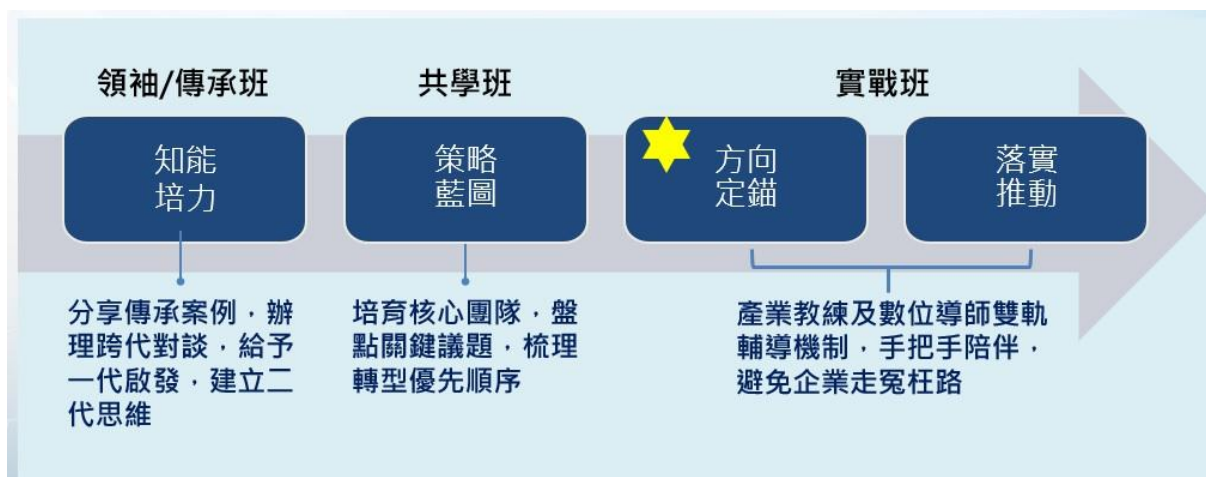 領袖/傳承班
共學班
實戰班
知能
培力
策略
藍圖
方向
定錨
落實
推動
分享傳承案例，辦
理跨代對談，給予
一代啟發，建立二
代思維
培育核心團隊，盤
點關鍵議題，梳理
轉型優先順序
產業教練及數位導師雙軌
輔導機制，手把手陪伴，
避免企業走冤枉路